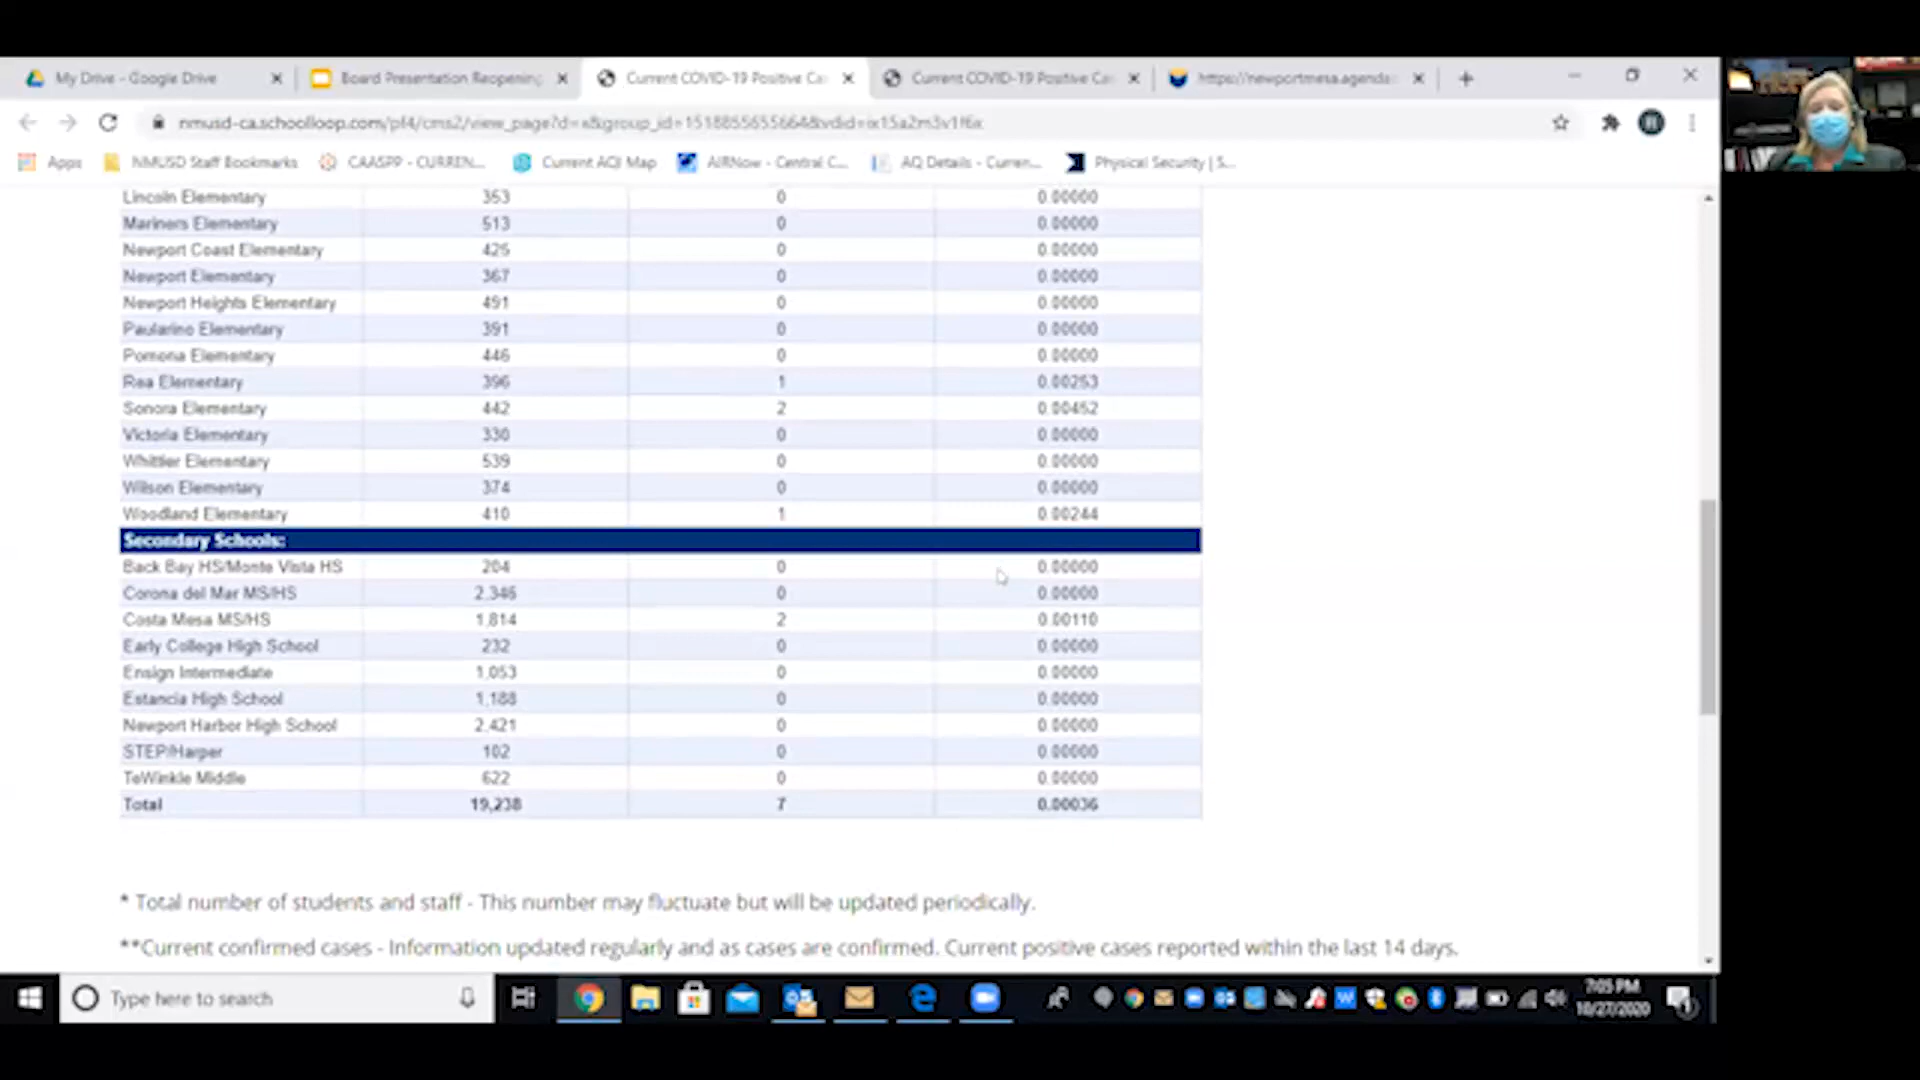 My Drive - Google Drive
Board Presentation Reopening
Current COVID-19 Positive Ca
Current COVID-19 Positive Ca
https://newportmesa.agenda
Apps
NMUSD Staff Bookmarks
CAASPP - CURREN...
Current AQI Map
AIRNow - Central C...
AQ Details - Curren...
Physical Security | S...
Lincoln Elementary 353 0 0.00000
Mariners Elementary 513 0 0.00000
Newport Coast Elementary 425 0 0.00000
Newport Elementary 367 0 0.00000
Newport Heights Elementary 491 0 0.00000
Paularino Elementary 391 0 0.00000
Pomona Elementary 446 0 0.00000
Rea Elementary 396 1 0.00253
Sonora Elementary 442 2 0.00452
Victoria Elementary 330 0 0.00000
Whittier Elementary 539 0 0.00000
Wilson Elementary 374 0 0.00000
Woodland Elementary 410 1 0.00244
Secondary Schools:
Back Bay HS/Monte Vista HS 204 0 0.00000
Corona del Mar MS/HS 2,346 0 0.00000
Costa Mesa MS/HS 1,814 2 0.00110
Early College High School 232 0 0.00000
Ensign Intermediate 1,053 0 0.00000
Estancia High School 1,188 0 0.00000
Newport Harbor High School 2,421 0 0.00000
STEP/Harper 102 0 0.00000
TeWinkle Middle 622 0 0.00000
Total 19,238 7 0.00036
* Total number of students and staff - This number may fluctuate but will be updated periodically.
**Current confirmed cases - Information updated regularly and as cases are confirmed. Current positive cases reported within the last 14 days.
Type here to search
7:05 PM
10/27/2020